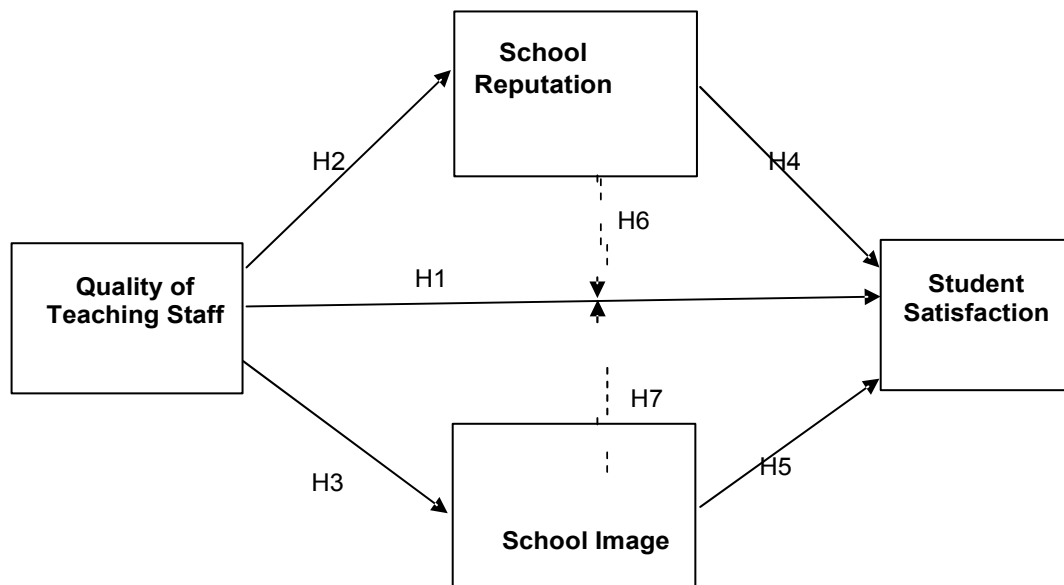 School
Reputation
H2
H4
H6
Quality of
Teaching Staff
H1
Student
Satisfaction
H7
H3
H5
School Image